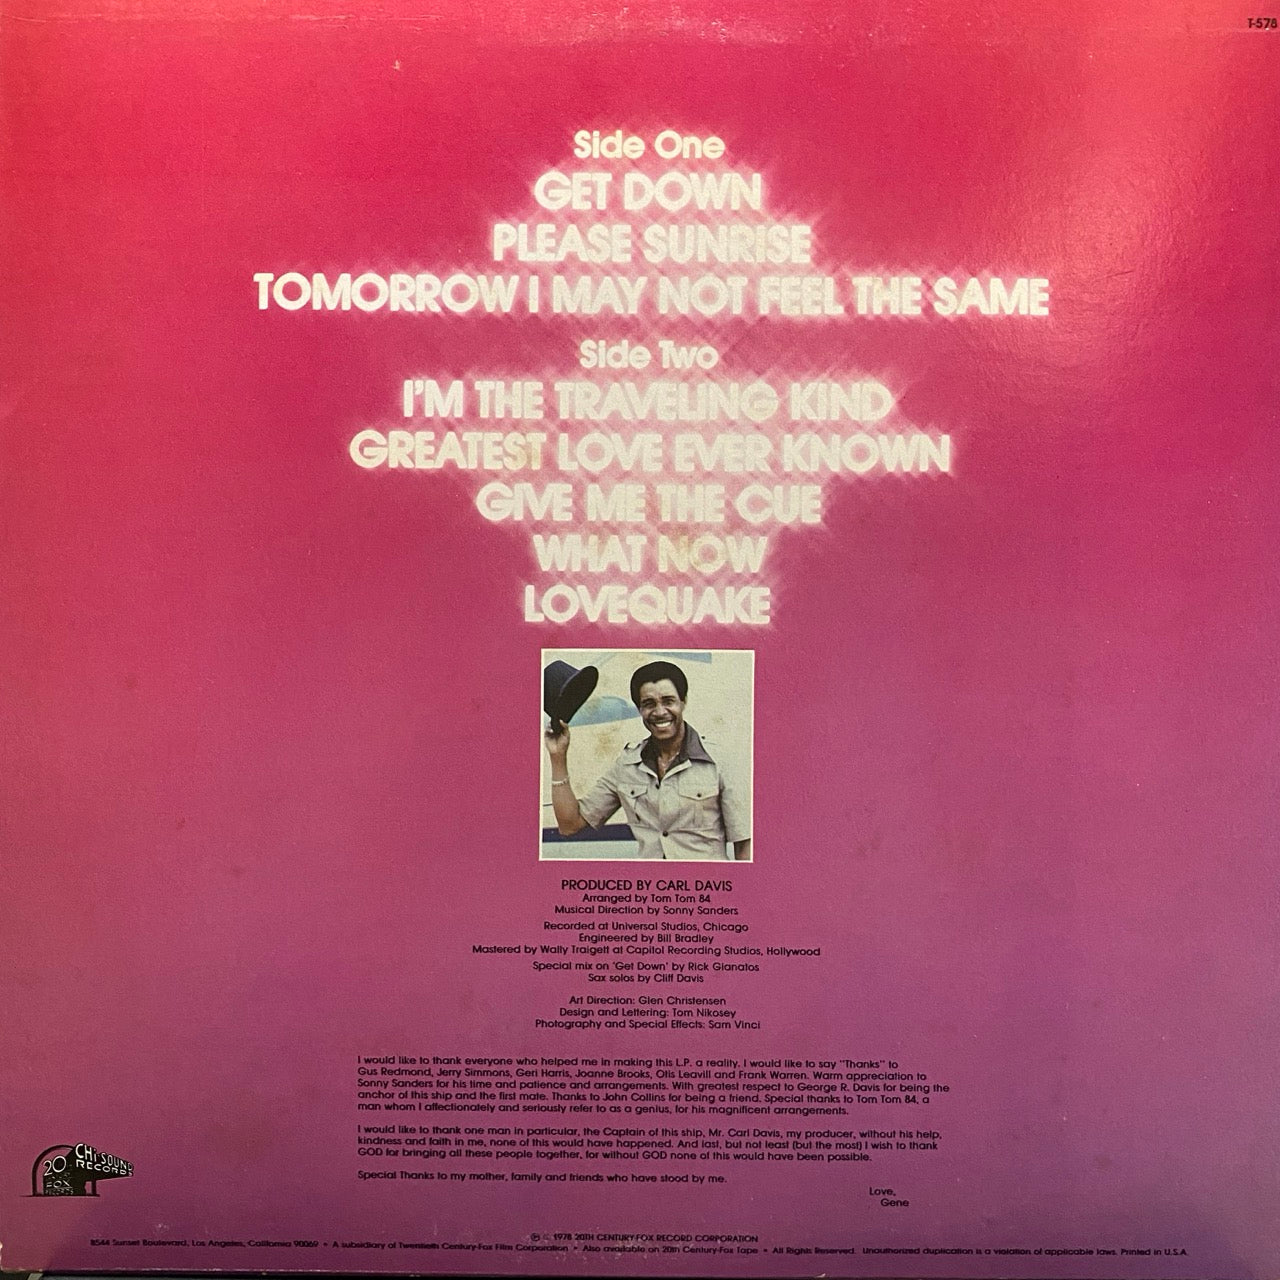 T-578
Side One
GET DOWN
PLEASE SUNRISE
TOMORROW I MAY NOT FEEL THE SAME
Side Two
I'M THE TRAVELING KIND
GREATEST LOVE EVER KNOWN
GIVE ME THE CUE
WHAT NOW
LOVEQUAKE
PRODUCED BY CARL DAVIS
Arranged by Tom Tom 84
Musical Direction by Sonny Sanders
Recorded at Universal Studios, Chicago
Engineered by Bill Bradley
Mastered by Wally Traigett at Capitol Recording Studios, Hollywood
Special mix on 'Get Down' by Rick Gianatos
Sax solos by Cliff Davis
Art Direction: Glen Christensen
Design and Lettering: Tom Nikosey
Photography and Special Effects: Sam Vinci
I would like to thank everyone who helped me in making this L.P. a reality. I would like to say "Thanks" to
Gus Redmond, Jerry Simmons, Geri Harris, Joanne Brooks, Otis Leavill and Frank Warren. Warm appreciation to
Sonny Sanders for his time and patience and arrangements. With greatest respect to George R. Davis for being the
anchor of this ship and the first mate. Thanks to John Collins for being a friend. Special thanks to Tom Tom 84, a
man whom I affectionately and seriously refer to as a genius, for his magnificent arrangements.
I would like to thank one man in particular, the Captain of this ship, Mr. Carl Davis, my producer, without his help,
kindness and faith in me, none of this would have happened. And last, but not least (but the most) I wish to thank
GOD for bringing all these people together, for without GOD none of this would have been possible.
Special Thanks to my mother, family and friends who have stood by me.
Love,
Gene
20 CHI SOUND
RECORDS
FOX
RECORDS
℗ © 1978 20TH CENTURY-FOX RECORD CORPORATION
8544 Sunset Boulevard, Los Angeles, California 90069 • A subsidiary of Twentieth Century-Fox Film Corporation • Also available on 20th Century-Fox Tape • All Rights Reserved. Unauthorized duplication is a violation of applicable laws. Printed in U.S.A.